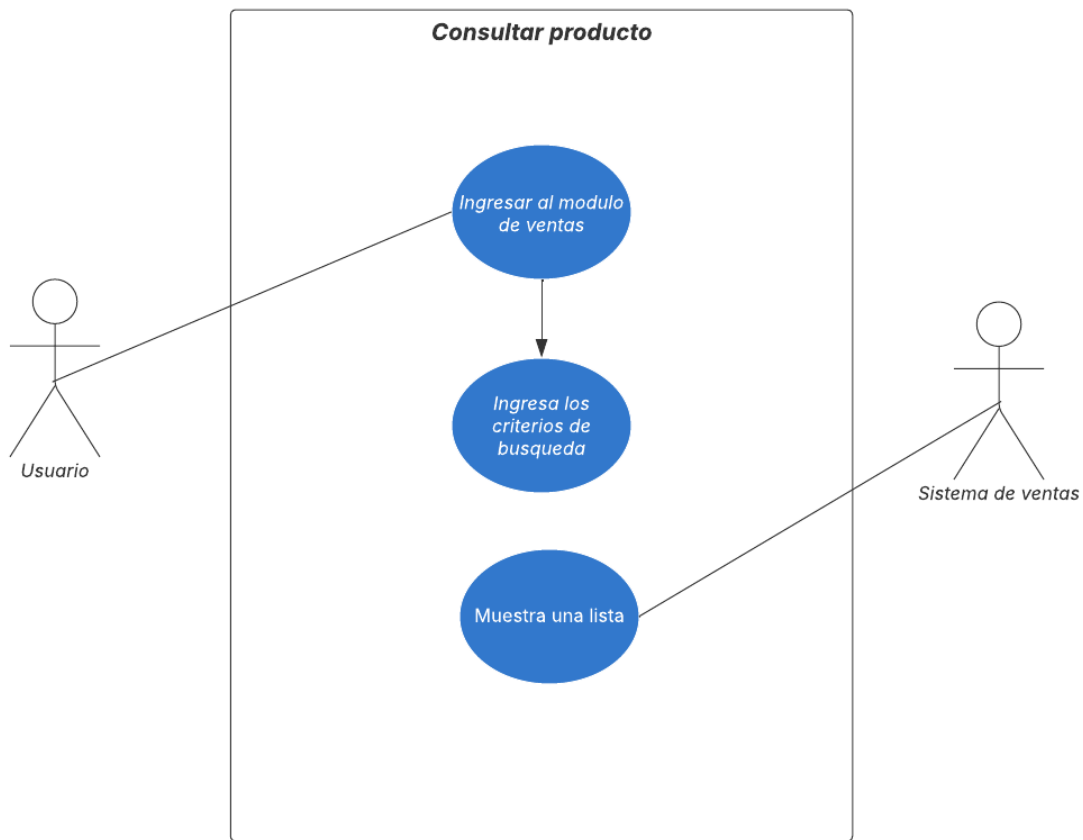 Consultar producto
Ingresar al modulo
de ventas
Ingresa los
criterios de
busqueda
Usuario
Sistema de ventas
Muestra una lista